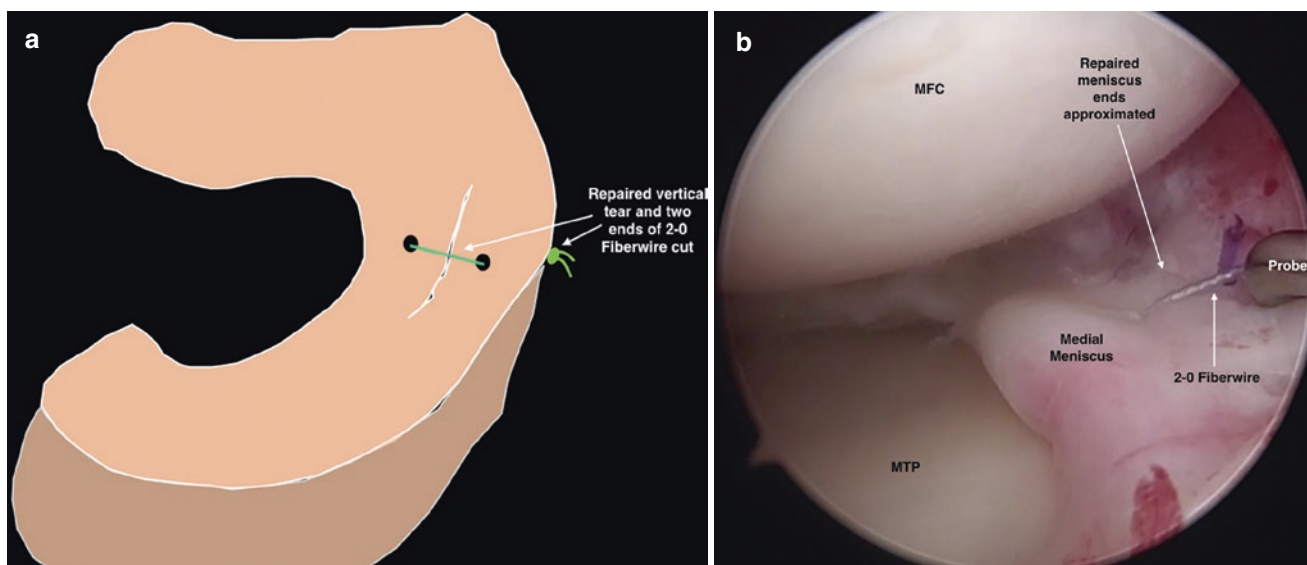 a
Repaired vertical
tear and two
ends of 2-0
Fiberwire cut
b
MFC
Repaired
meniscus
ends
approximated
Probe
Medial
Meniscus
2-0 Fiberwire
MTP